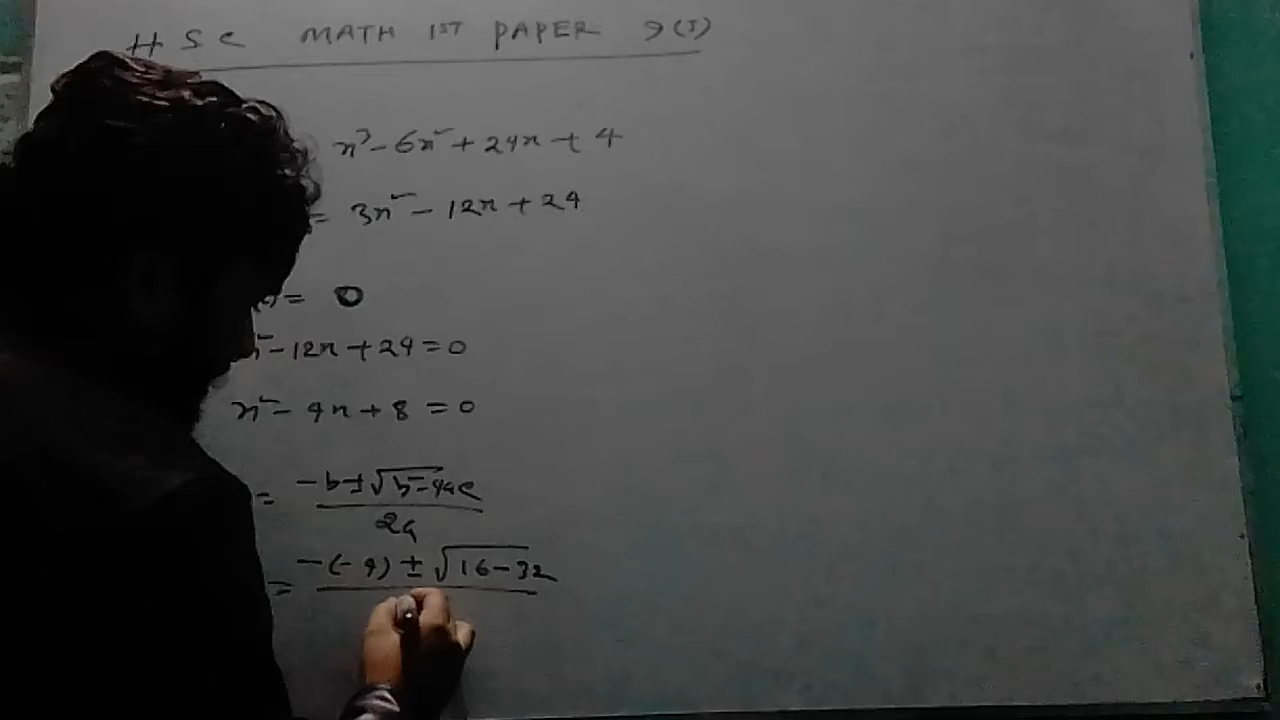 HSC MATH 1ST PAPER 9(I)
x³ - 6x² + 24x + 4
= 3x² - 12x + 24
= 0
² - 12x + 24 = 0
x² - 4x + 8 = 0
= -b ± √b² - 4ac
2a
= -(-4) ± √16 - 32